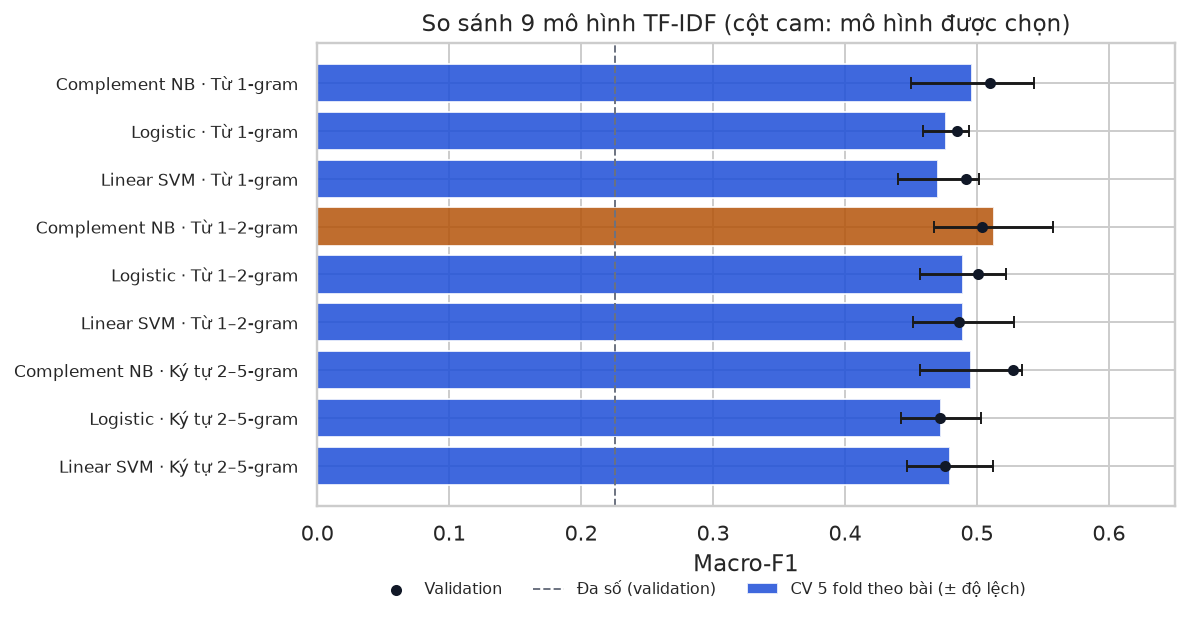 So sánh 9 mô hình TF-IDF (cột cam: mô hình được chọn)
Complement NB · Từ 1-gram
Logistic · Từ 1-gram
Linear SVM · Từ 1-gram
Complement NB · Từ 1–2-gram
Logistic · Từ 1–2-gram
Linear SVM · Từ 1–2-gram
Complement NB · Ký tự 2–5-gram
Logistic · Ký tự 2–5-gram
Linear SVM · Ký tự 2–5-gram
0.0 0.1 0.2 0.3 0.4 0.5 0.6
Macro-F1
Validation Đa số (validation) CV 5 fold theo bài (± độ lệch)